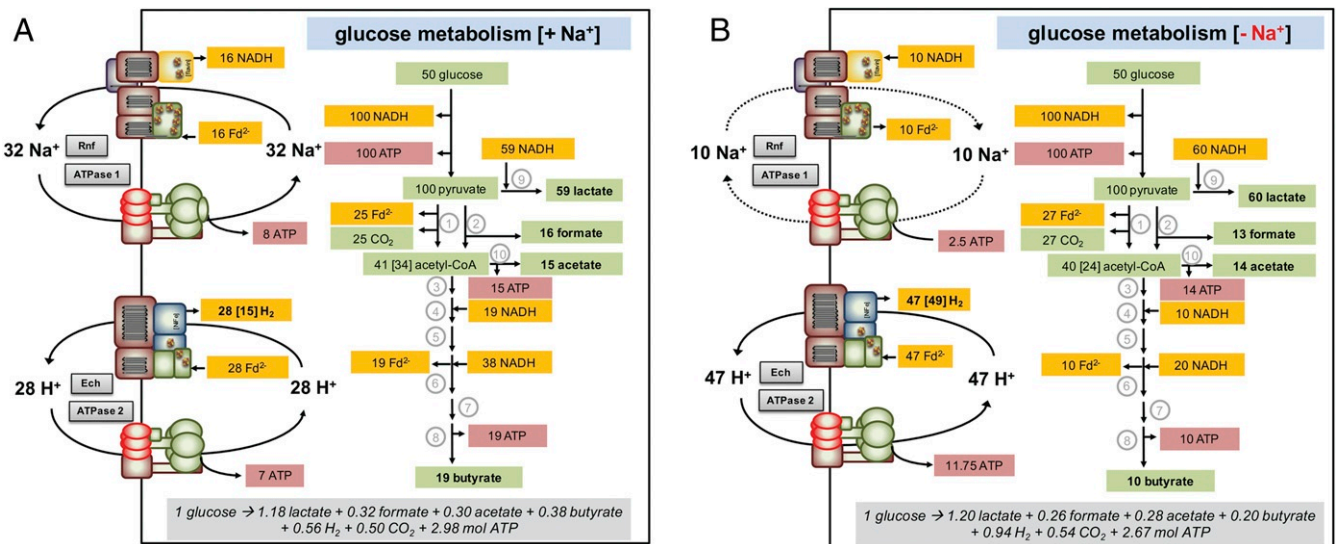 A
glucose metabolism [+ Na⁺]
16 NADH
50 glucose
100 NADH
16 Fd²⁻
32 Na⁺
Rnf
32 Na⁺
59 NADH
100 ATP
ATPase 1
9
100 pyruvate
59 lactate
25 Fd²⁻
1
2
8 ATP
25 CO₂
16 formate
10
41 [34] acetyl-CoA
15 acetate
3
15 ATP
28 [15] H₂
[NiFe]
4
19 NADH
5
28 Fd²⁻
19 Fd²⁻
38 NADH
28 H⁺
Ech
28 H⁺
6
ATPase 2
7
8
19 ATP
7 ATP
19 butyrate
1 glucose → 1.18 lactate + 0.32 formate + 0.30 acetate + 0.38 butyrate
+ 0.56 H₂ + 0.50 CO₂ + 2.98 mol ATP
B
glucose metabolism [- Na⁺]
10 NADH
50 glucose
100 NADH
10 Fd²⁻
10 Na⁺
Rnf
10 Na⁺
60 NADH
100 ATP
ATPase 1
9
100 pyruvate
60 lactate
27 Fd²⁻
1
2
2.5 ATP
27 CO₂
13 formate
10
40 [24] acetyl-CoA
14 acetate
3
14 ATP
47 [49] H₂
[NiFe]
4
10 NADH
5
47 Fd²⁻
10 Fd²⁻
20 NADH
47 H⁺
Ech
47 H⁺
6
ATPase 2
7
8
10 ATP
11.75 ATP
10 butyrate
1 glucose → 1.20 lactate + 0.26 formate + 0.28 acetate + 0.20 butyrate
+ 0.94 H₂ + 0.54 CO₂ + 2.67 mol ATP